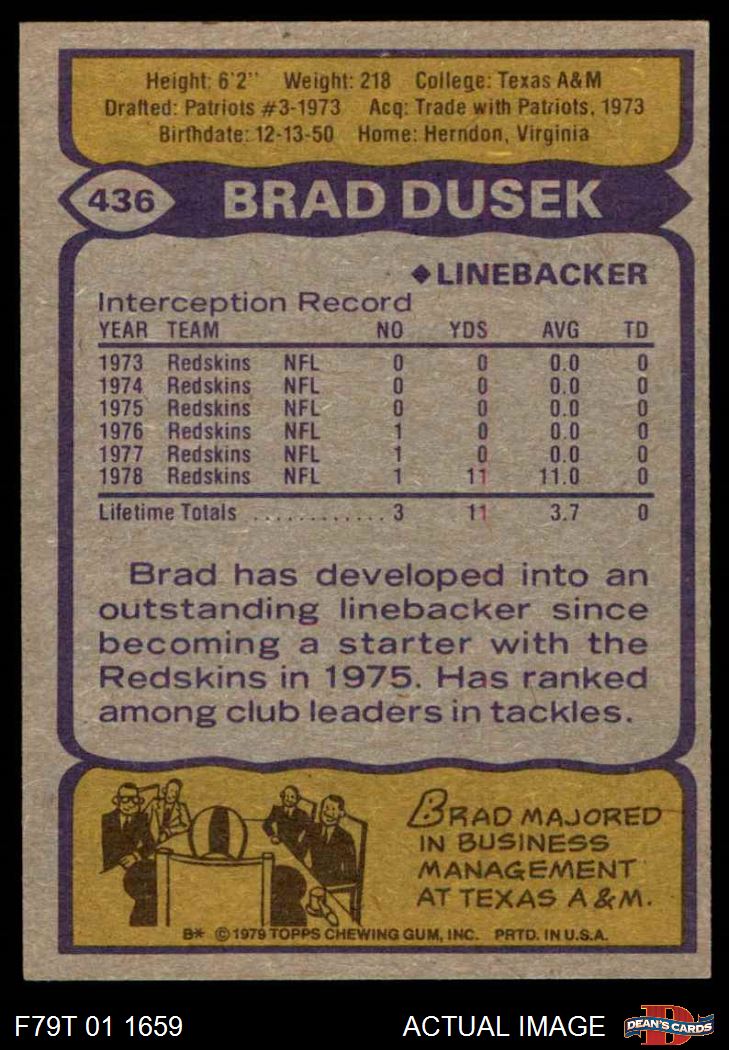 Height: 6'2" Weight: 218 College: Texas A&M
Drafted: Patriots #3-1973 Acq: Trade with Patriots, 1973
Birthdate: 12-13-50 Home: Herndon, Virginia
436 BRAD DUSEK
◆LINEBACKER
Interception Record
YEAR TEAM NO YDS AVG TD
1973 Redskins NFL 0 0 0.0 0
1974 Redskins NFL 0 0 0.0 0
1975 Redskins NFL 0 0 0.0 0
1976 Redskins NFL 1 0 0.0 0
1977 Redskins NFL 1 0 0.0 0
1978 Redskins NFL 1 11 11.0 0
Lifetime Totals ............ 3 11 3.7 0
Brad has developed into an
outstanding linebacker since
becoming a starter with the
Redskins in 1975. Has ranked
among club leaders in tackles.
BRAD MAJORED
IN BUSINESS
MANAGEMENT
AT TEXAS A&M.
B* © 1979 TOPPS CHEWING GUM, INC. PRTD. IN U.S.A.
F79T 01 1659 ACTUAL IMAGE D DEAN'S CARDS